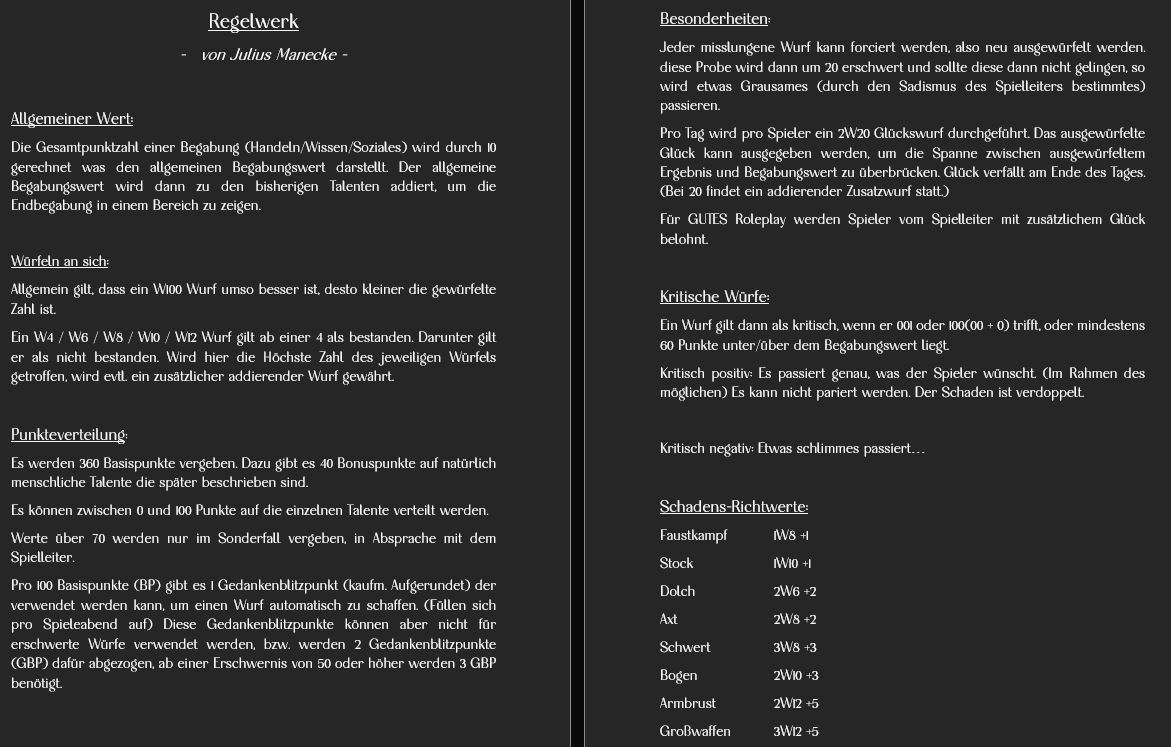 Regelwerk
- von Julius Manecke -
Allgemeiner Wert:
Die Gesamtpunktzahl einer Begabung (Handeln/Wissen/Soziales) wird durch 10
gerechnet was den allgemeinen Begabungswert darstellt. Der allgemeine
Begabungswert wird dann zu den bisherigen Talenten addiert, um die
Endbegabung in einem Bereich zu zeigen.
Würfeln an sich:
Allgemein gilt, dass ein W100 Wurf umso besser ist, desto kleiner die gewürfelte
Zahl ist.
Ein W4 / W6 / W8 / W10 / W12 Wurf gilt ab einer 4 als bestanden. Darunter gilt
er als nicht bestanden. Wird hier die Höchste Zahl des jeweiligen Würfels
getroffen, wird evtl. ein zusätzlicher addierender Wurf gewährt.
Punkteverteilung:
Es werden 360 Basispunkte vergeben. Dazu gibt es 40 Bonuspunkte auf natürlich
menschliche Talente die später beschrieben sind.
Es können zwischen 0 und 100 Punkte auf die einzelnen Talente verteilt werden.
Werte über 70 werden nur im Sonderfall vergeben, in Absprache mit dem
Spielleiter.
Pro 100 Basispunkte (BP) gibt es 1 Gedankenblitzpunkt (kaufm. Aufgerundet) der
verwendet werden kann, um einen Wurf automatisch zu schaffen. (Füllen sich
pro Spieleabend auf) Diese Gedankenblitzpunkte können aber nicht für
erschwerte Würfe verwendet werden, bzw. werden 2 Gedankenblitzpunkte
(GBP) dafür abgezogen, ab einer Erschwernis von 50 oder höher werden 3 GBP
benötigt.
Besonderheiten:
Jeder misslungene Wurf kann forciert werden, also neu ausgewürfelt werden.
diese Probe wird dann um 20 erschwert und sollte diese dann nicht gelingen, so
wird etwas Grausames (durch den Sadismus des Spielleiters bestimmtes)
passieren.
Pro Tag wird pro Spieler ein 2W20 Glückswurf durchgeführt. Das ausgewürfelte
Glück kann ausgegeben werden, um die Spanne zwischen ausgewürfeltem
Ergebnis und Begabungswert zu überbrücken. Glück verfällt am Ende des Tages.
(Bei 20 findet ein addierender Zusatzwurf statt.)
Für GUTES Roleplay werden Spieler vom Spielleiter mit zusätzlichem Glück
belohnt.
Kritische Würfe:
Ein Wurf gilt dann als kritisch, wenn er 001 oder 100(00 + 0) trifft, oder mindestens
60 Punkte unter/über dem Begabungswert liegt.
Kritisch positiv: Es passiert genau, was der Spieler wünscht. (Im Rahmen des
möglichen) Es kann nicht pariert werden. Der Schaden ist verdoppelt.
Kritisch negativ: Etwas schlimmes passiert…
Schadens-Richtwerte:
Faustkampf 1W8 +1
Stock 1W10 +1
Dolch 2W6 +2
Axt 2W8 +2
Schwert 3W8 +3
Bogen 2W10 +3
Armbrust 2W12 +5
Großwaffen 3W12 +5